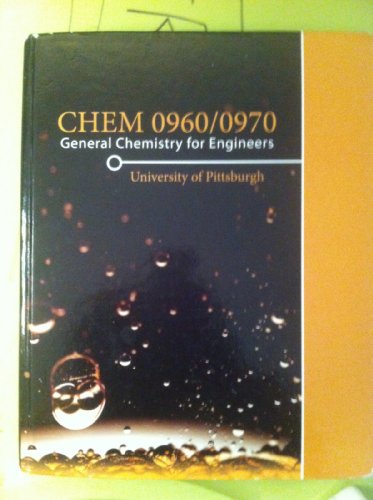 CHEM 0960/0970
General Chemistry for Engineers
University of Pittsburgh